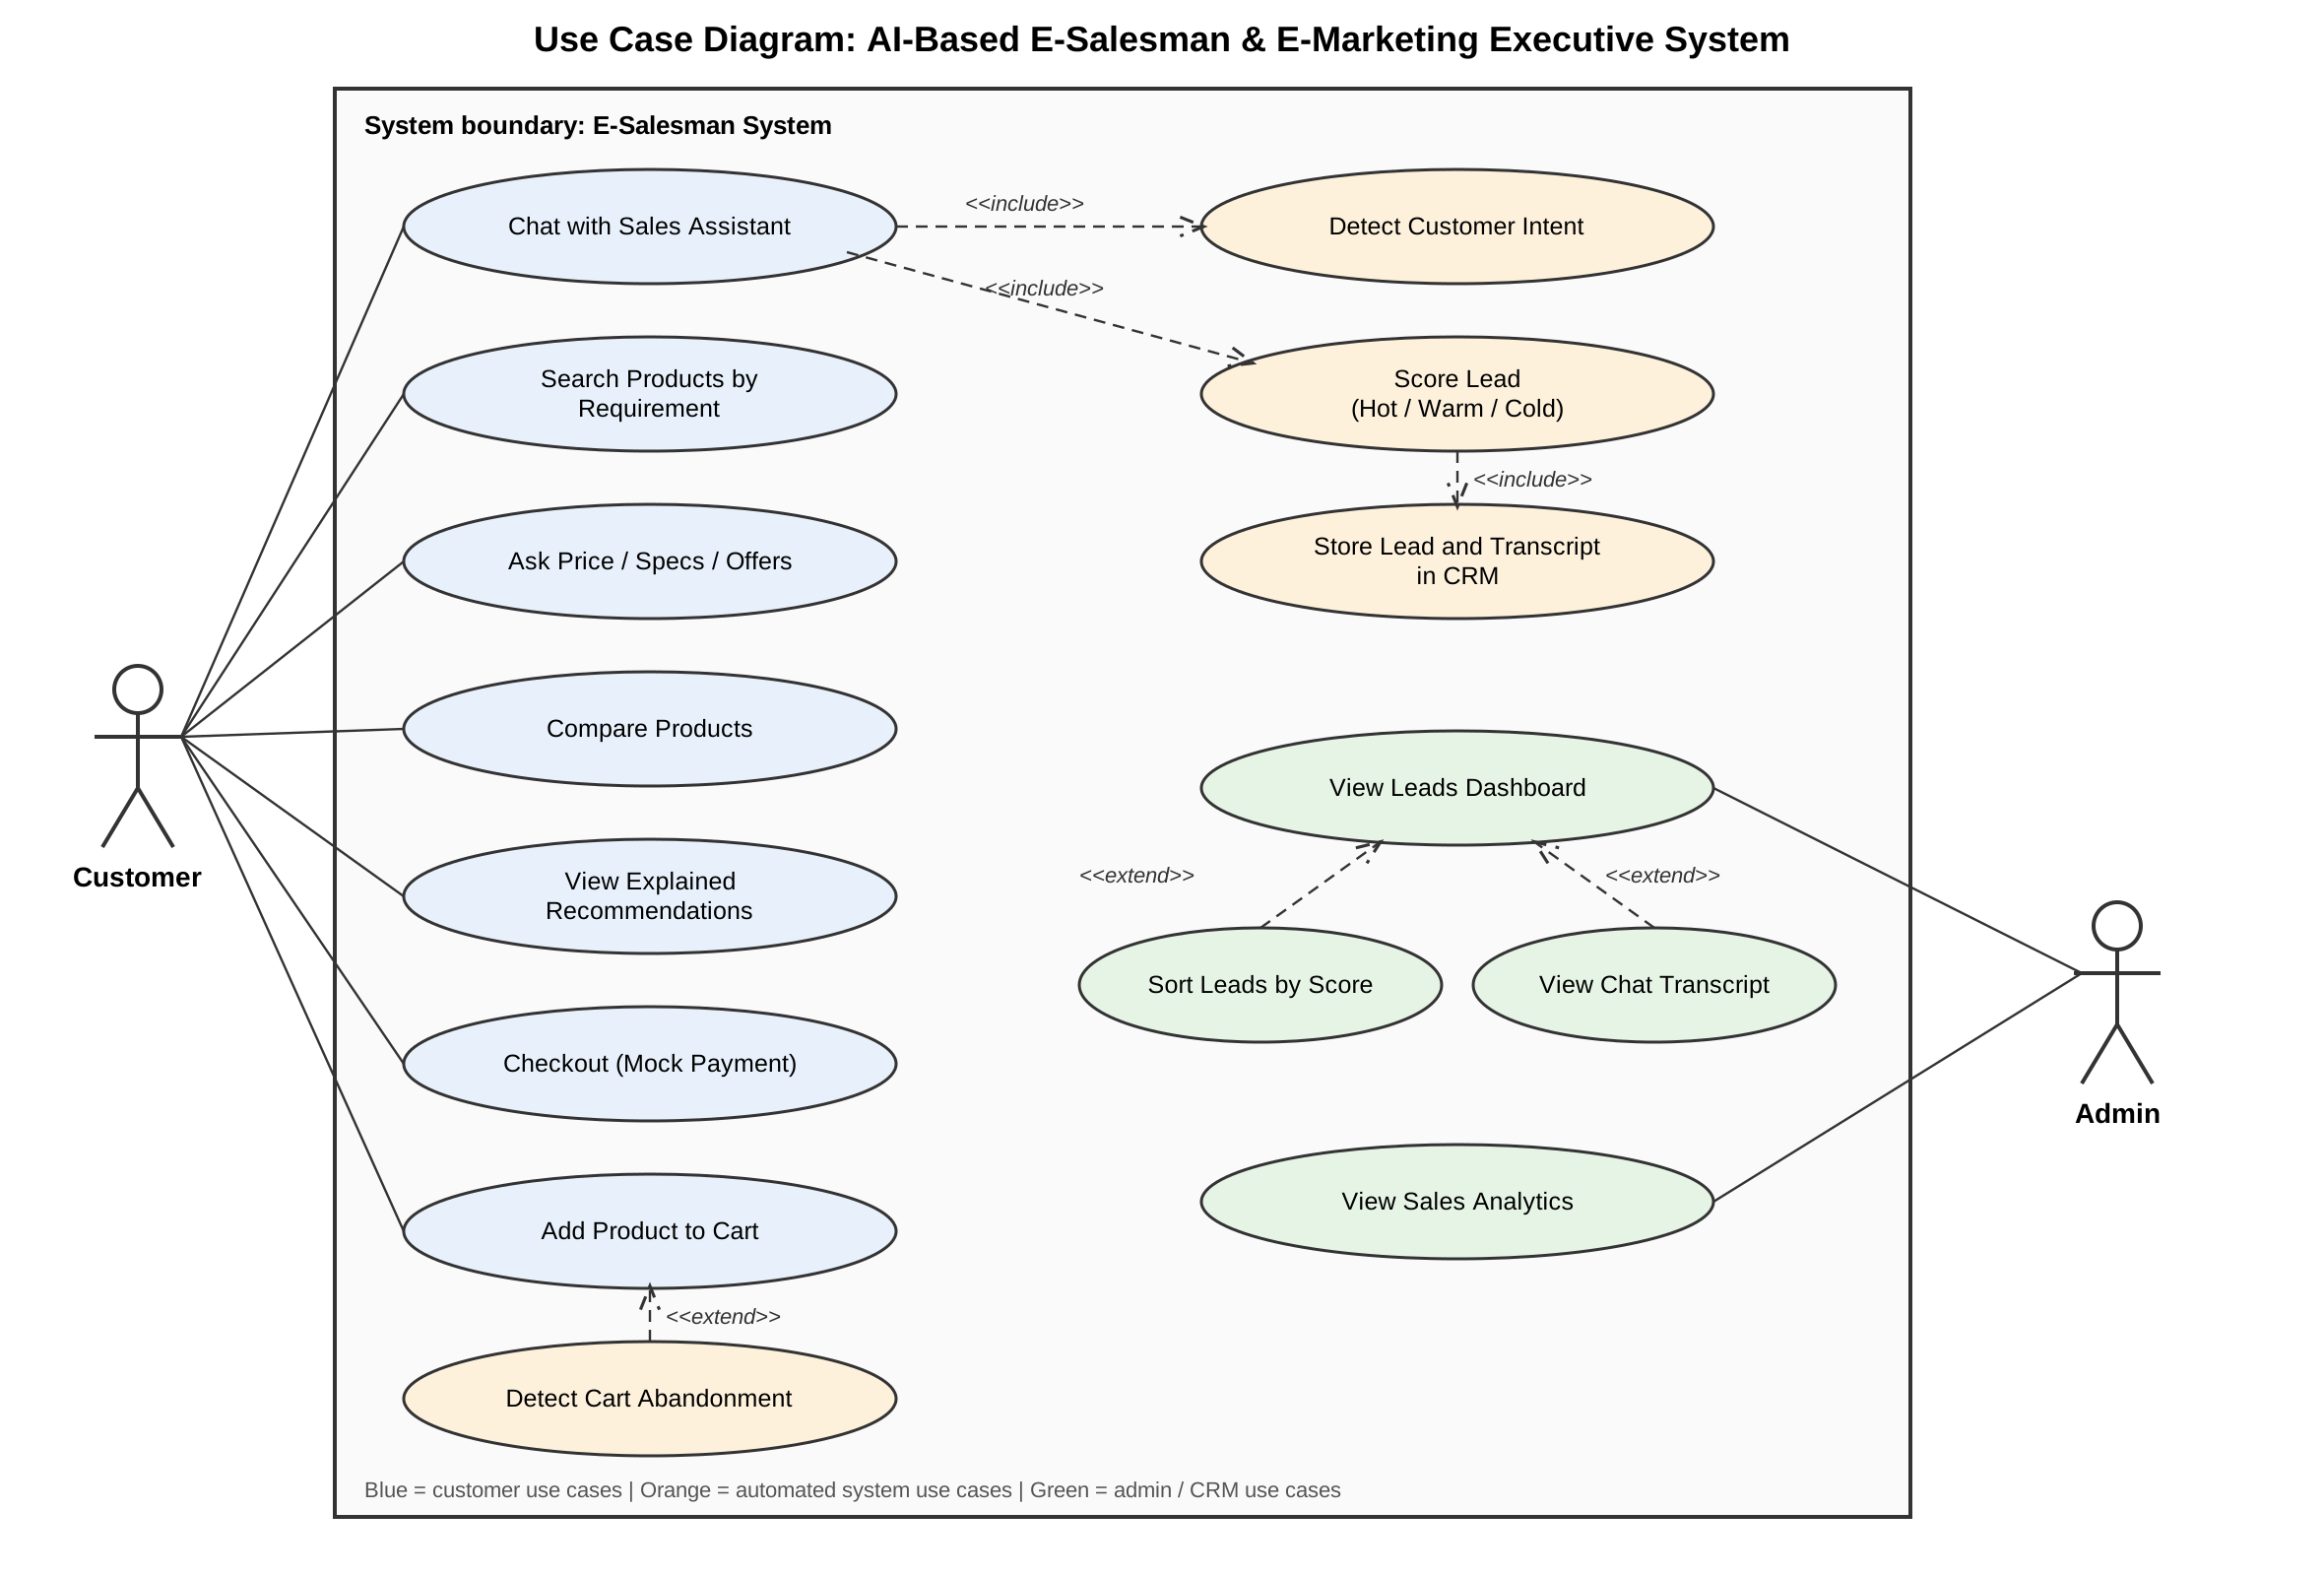 Use Case Diagram: AI-Based E-Salesman & E-Marketing Executive System
System boundary: E-Salesman System
Chat with Sales Assistant
<<include>>
Detect Customer Intent
<<include>>
Search Products by
Requirement
Score Lead
(Hot / Warm / Cold)
<<include>>
Ask Price / Specs / Offers
Store Lead and Transcript
in CRM
Compare Products
View Leads Dashboard
Customer
View Explained
Recommendations
<<extend>>
<<extend>>
Sort Leads by Score
View Chat Transcript
Checkout (Mock Payment)
Admin
Add Product to Cart
View Sales Analytics
<<extend>>
Detect Cart Abandonment
Blue = customer use cases | Orange = automated system use cases | Green = admin / CRM use cases